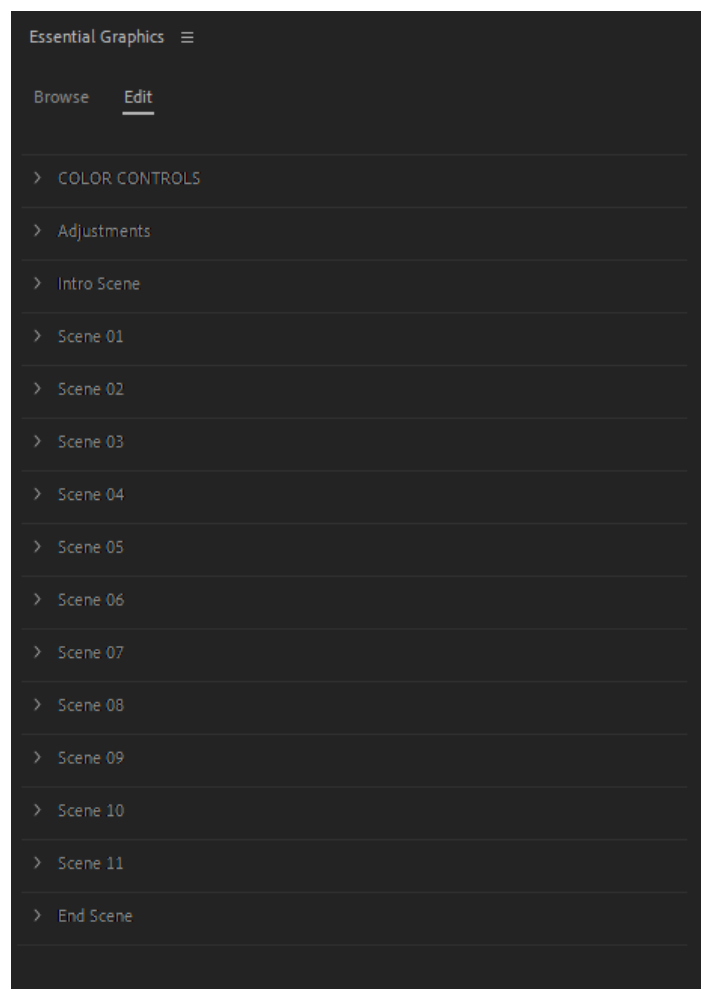 Essential Graphics
Browse Edit
COLOR CONTROLS
Adjustments
Intro Scene
Scene 01
Scene 02
Scene 03
Scene 04
Scene 05
Scene 06
Scene 07
Scene 08
Scene 09
Scene 10
Scene 11
End Scene